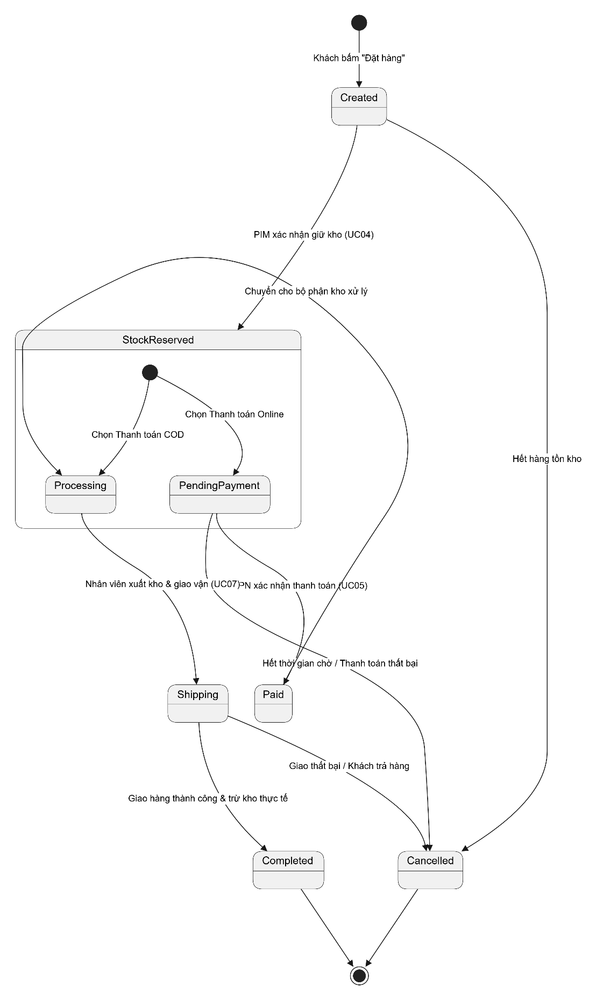 Khách bấm "Đặt hàng"
Created
PIM xác nhận giữ kho (UC04)
Chuyển cho bộ phận kho xử lý
StockReserved
Chọn Thanh toán Online
Chọn Thanh toán COD
Hết hàng tồn kho
Processing
PendingPayment
Nhân viên xuất kho & giao vận (UC07)
PN xác nhận thanh toán (UC05)
Hết thời gian chờ / Thanh toán thất bại
Shipping
Paid
Giao thất bại / Khách trả hàng
Giao hàng thành công & trừ kho thực tế
Completed
Cancelled